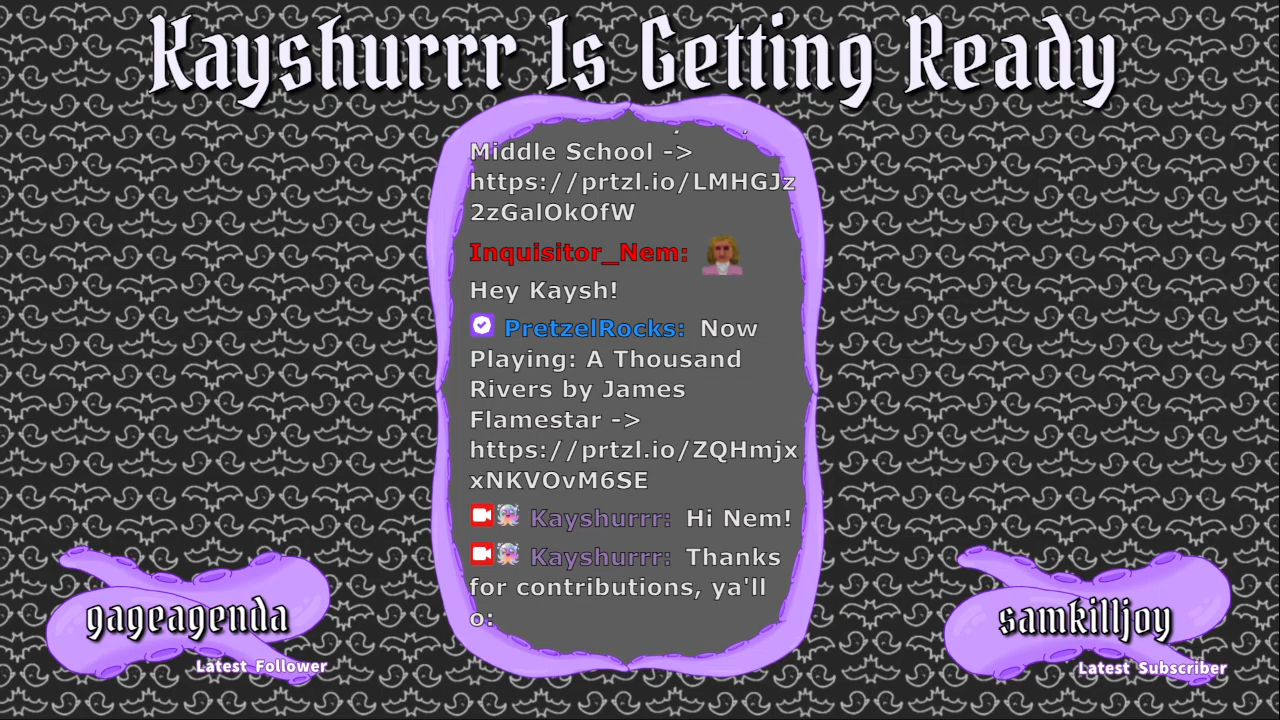 Kayshurrr Is Getting Ready
Middle School ->
https://prtzl.io/LMHGJz
2zGalOkOfW
Inquisitor_Nem:
Hey Kaysh!
PretzelRocks: Now
Playing: A Thousand
Rivers by James
Flamestar ->
https://prtzl.io/ZQHmjx
xNKVOvM6SE
Kayshurrr: Hi Nem!
Kayshurrr: Thanks
for contributions, ya'll
o:
gageagenda
Latest Follower
samkilljoy
Latest Subscriber